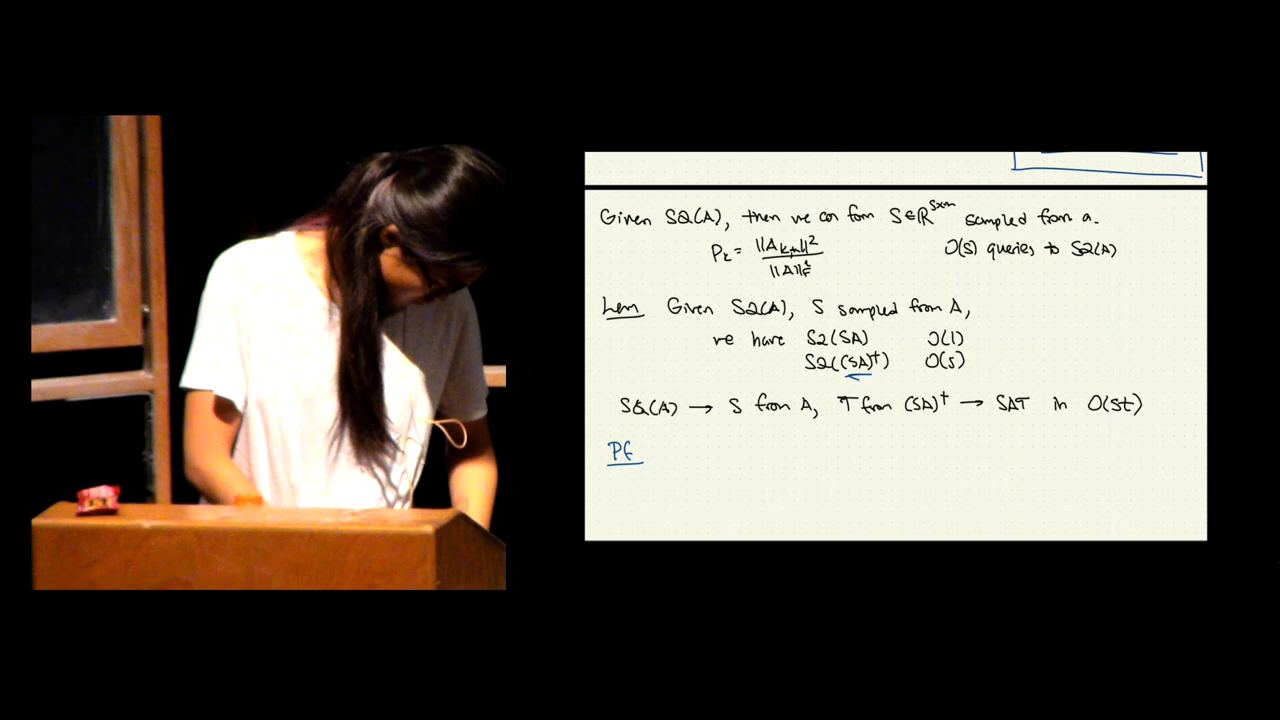 Given SQ(A), then we can form S∈ℝ^{s×m} sampled from a.
P_k = ‖A_{k,*}‖² / ‖A‖_F² O(s) queries to SQ(A)
Lem Given SQ(A), S sampled from A,
we have SQ(SA) O(1)
SQ((SA)†) O(s)
SQ(A) → S from A, T from (SA)† → SAT in O(st)
Pf